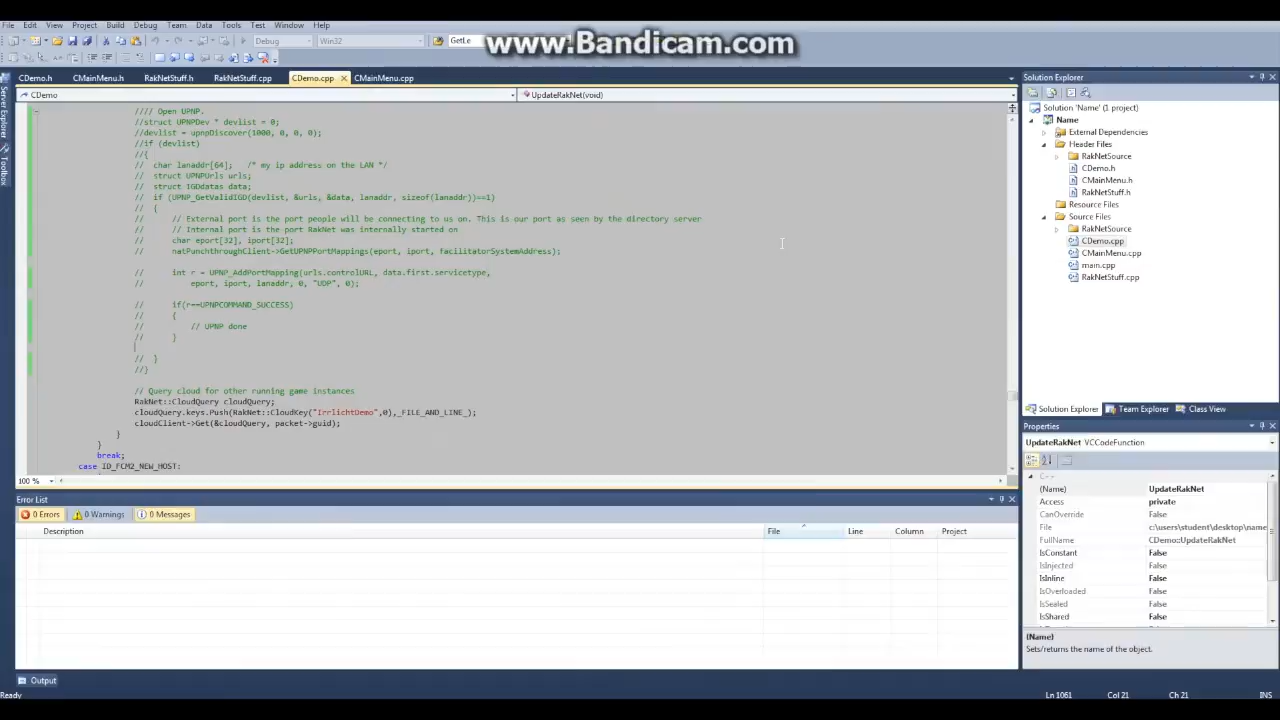 File Edit View Project Build Debug Team Data Tools Test Window Help
Debug Win32 GetLe
www.Bandicam.com
CDemo.h CMainMenu.h RakNetStuff.h RakNetStuff.cpp CDemo.cpp CMainMenu.cpp
CDemo UpdateRakNet(void)
Server Explorer
Toolbox
//// Open UPNP.
//struct UPNPDev * devlist = 0;
//devlist = upnpDiscover(1000, 0, 0, 0);
//if (devlist)
//{
// char lanaddr[64]; /* my ip address on the LAN */
// struct UPNPUrls urls;
// struct IGDdatas data;
// if (UPNP_GetValidIGD(devlist, &urls, &data, lanaddr, sizeof(lanaddr))==1)
// {
// // External port is the port people will be connecting to us on. This is our port as seen by the directory server
// // Internal port is the port RakNet was internally started on
// char eport[32], iport[32];
// natPunchthroughClient->GetUPNPPortMappings(eport, iport, facilitatorSystemAddress);
// int r = UPNP_AddPortMapping(urls.controlURL, data.first.servicetype,
// eport, iport, lanaddr, 0, "UDP", 0);
// if(r==UPNPCOMMAND_SUCCESS)
// {
// // UPNP done
// }
// }
//}
// Query cloud for other running game instances
RakNet::CloudQuery cloudQuery;
cloudQuery.keys.Push(RakNet::CloudKey("IrrlichtDemo",0),_FILE_AND_LINE_);
cloudClient->Get(&cloudQuery, packet->guid);
}
}
break;
case ID_FCM2_NEW_HOST:
100 %
Error List
0 Errors 0 Warnings 0 Messages
Description File Line Column Project
Output
Ready
Solution Explorer
Solution 'Name' (1 project)
Name
External Dependencies
Header Files
RakNetSource
CDemo.h
CMainMenu.h
RakNetStuff.h
Resource Files
Source Files
RakNetSource
CDemo.cpp
CMainMenu.cpp
main.cpp
RakNetStuff.cpp
Solution Explorer Team Explorer Class View
Properties
UpdateRakNet VCCodeFunction
C++
(Name) UpdateRakNet
Access private
CanOverride False
File c:\users\student\desktop\name
FullName CDemo::UpdateRakNet
IsConstant False
IsInjected False
IsInline False
IsOverloaded False
IsSealed False
IsShared False
(Name)
Sets/returns the name of the object.
Ln 1061 Col 21 Ch 21 INS